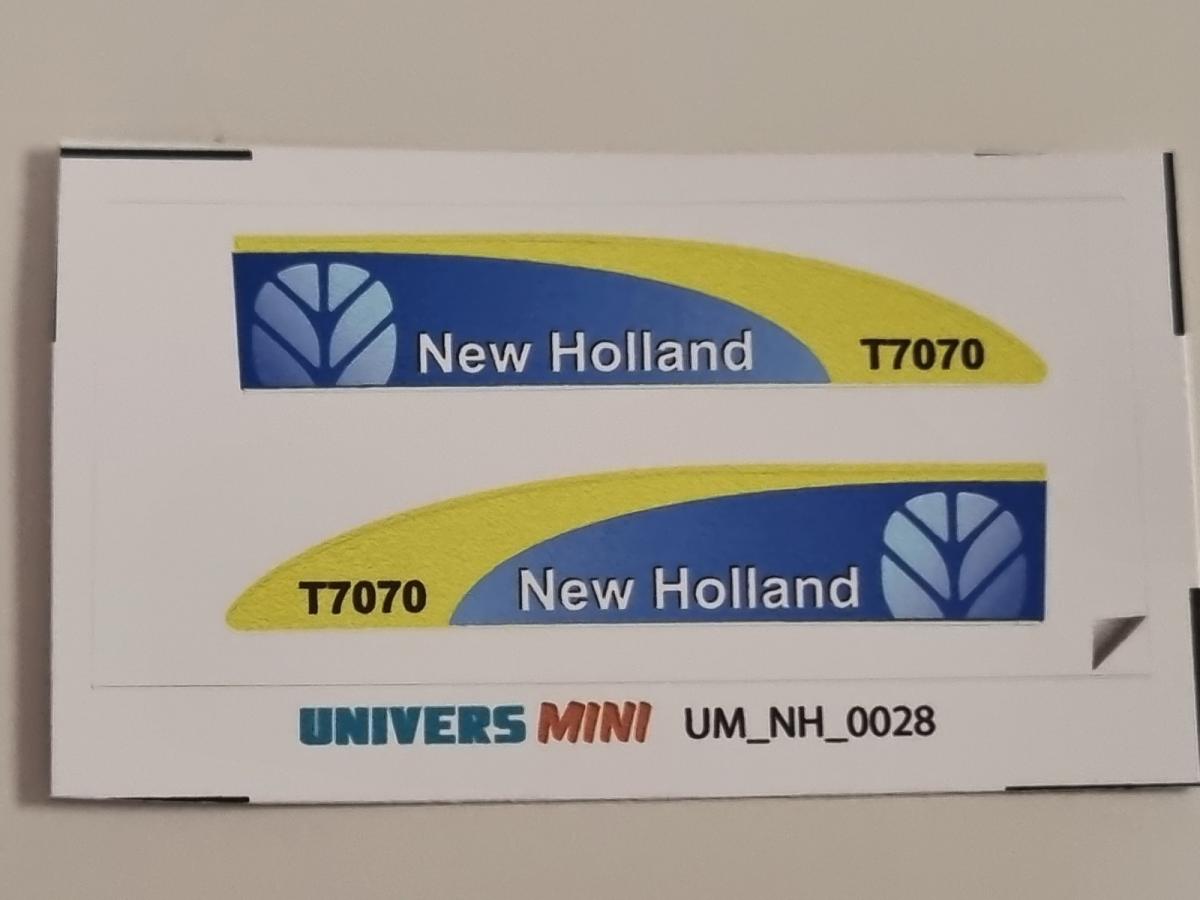 New Holland T7070
T7070 New Holland
UNIVERS MINI UM_NH_0028